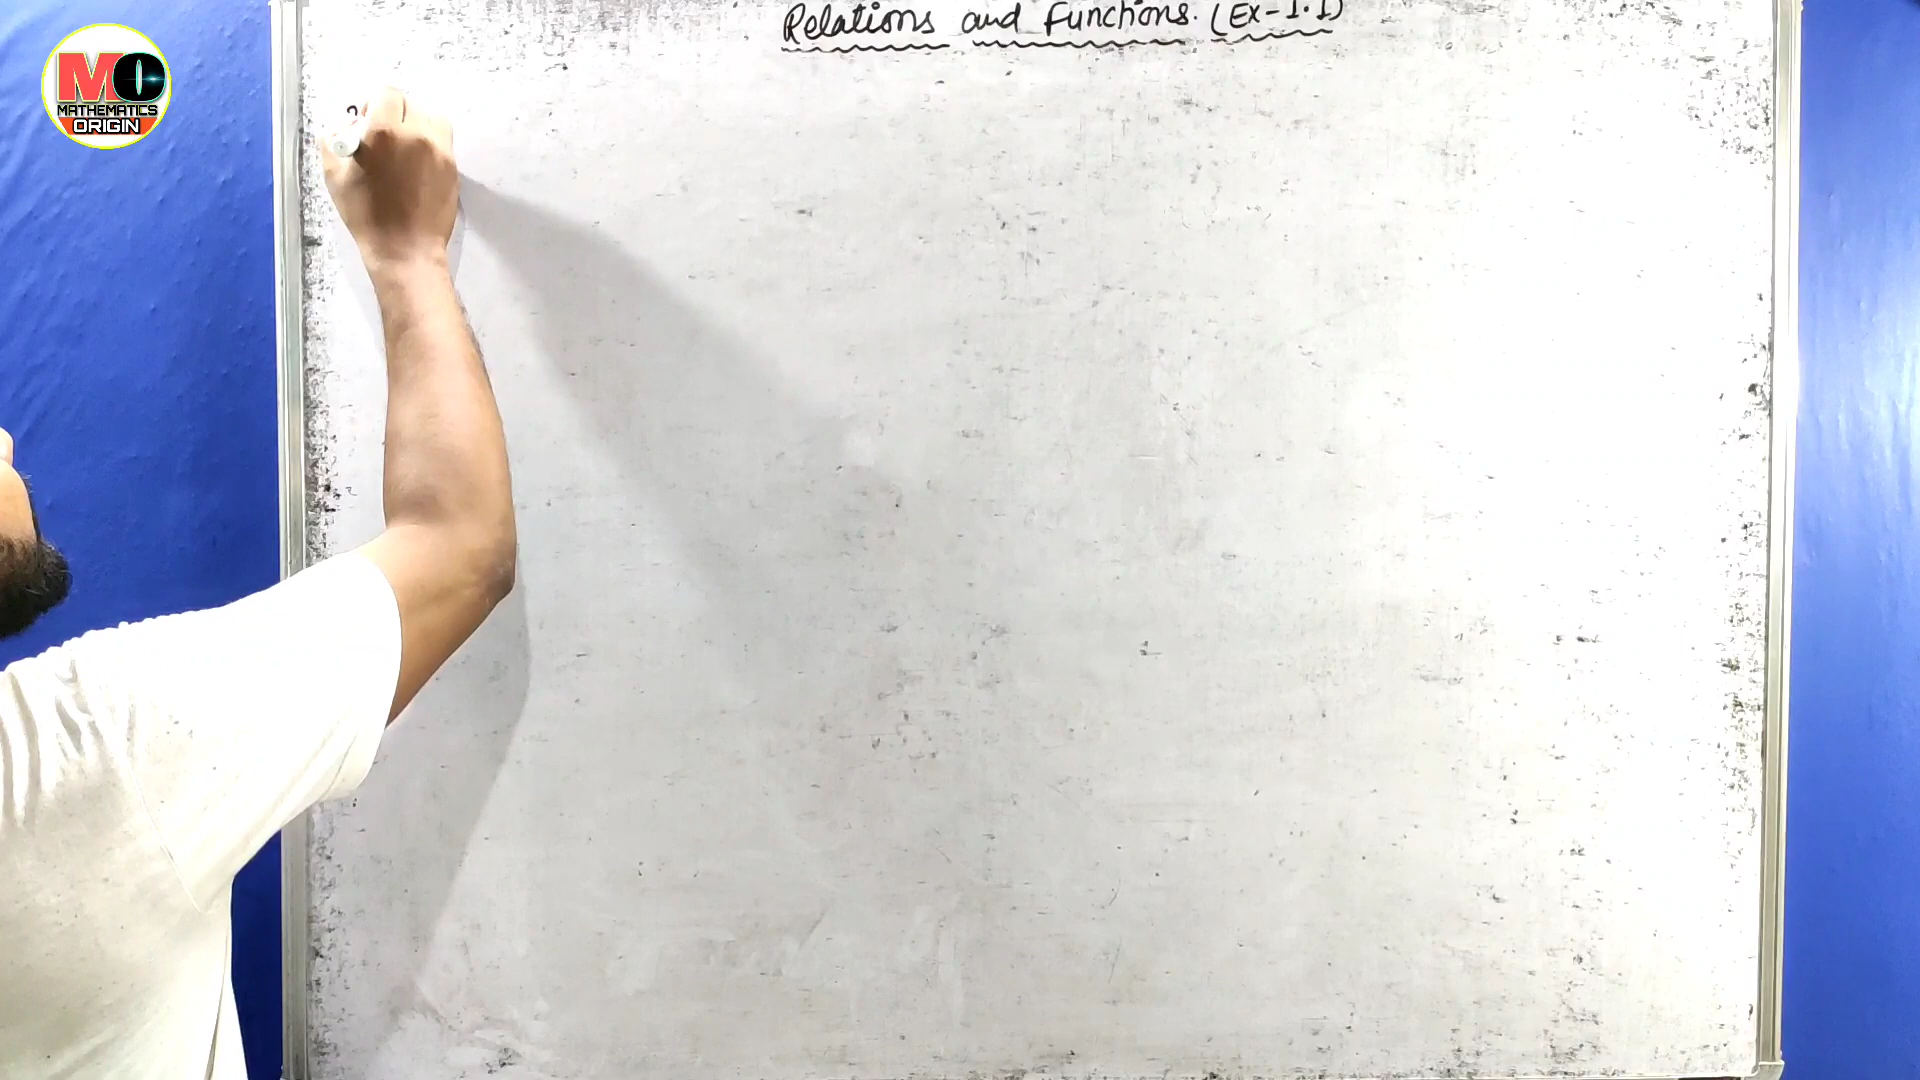 Relations and Functions. (Ex-1.1)
MO
MATHEMATICS
ORIGIN